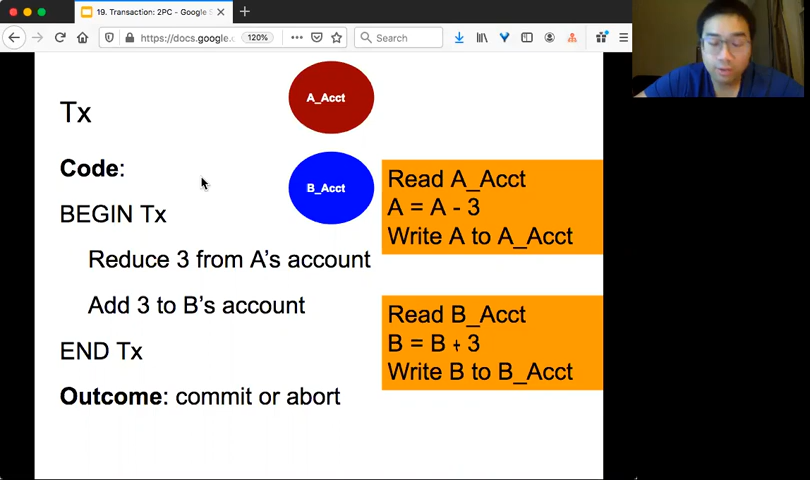 19. Transaction: 2PC - Google
https://docs.google.
120%
Search
Tx
A_Acct
Code:
B_Acct
BEGIN Tx
Reduce 3 from A's account
Add 3 to B's account
END Tx
Outcome: commit or abort
Read A_Acct
A = A - 3
Write A to A_Acct
Read B_Acct
B = B + 3
Write B to B_Acct